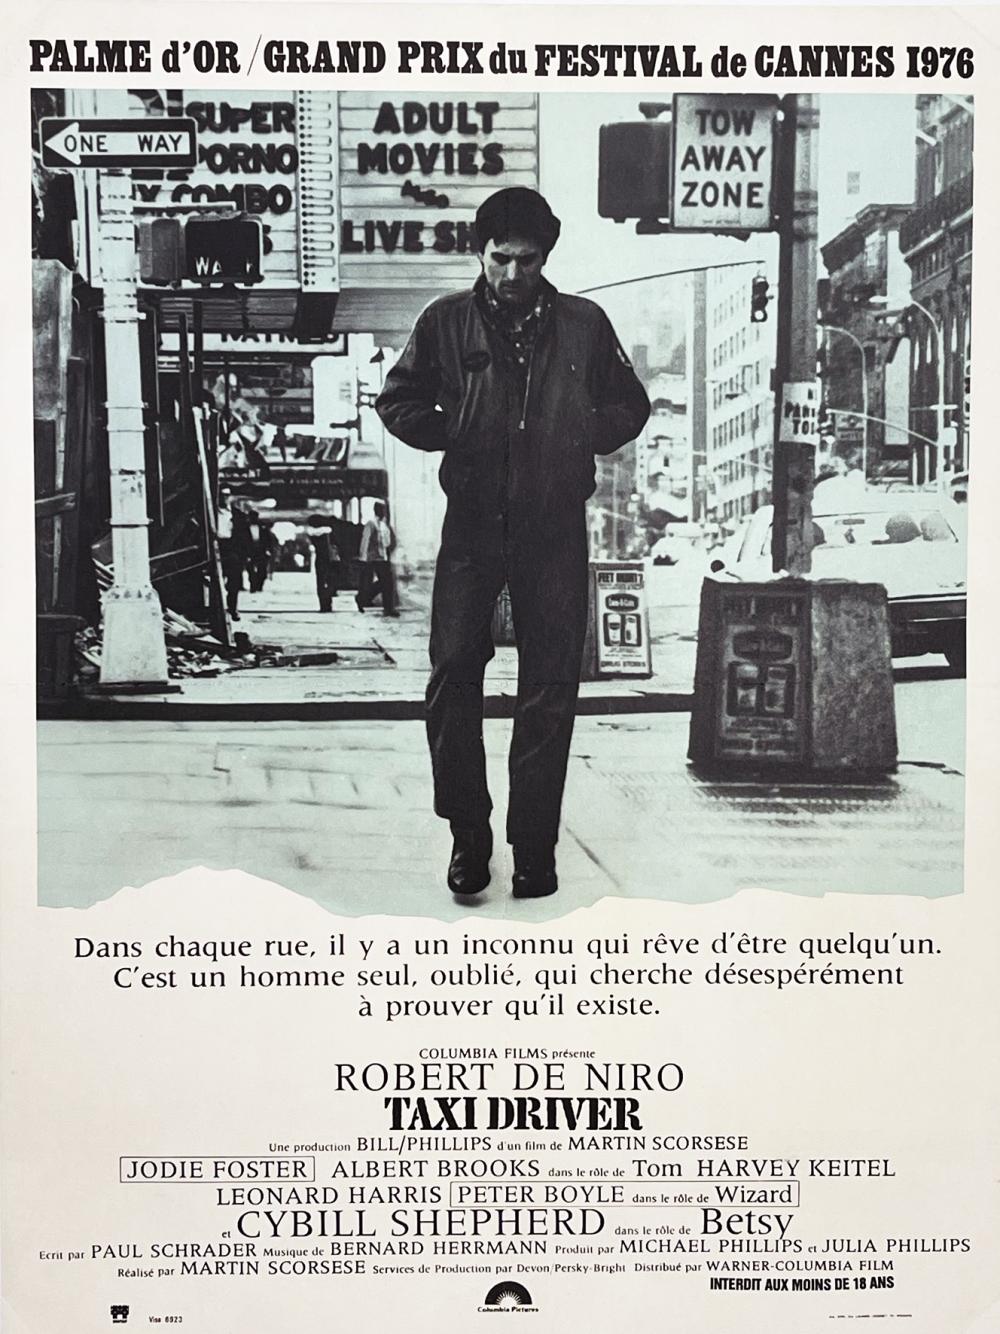 PALME d'OR/GRAND PRIX du FESTIVAL de CANNES 1976
ONE WAY
SUPER
PORNO
COMBO
ADULT
MOVIES
LIVE SH
WA
TOW
AWAY
ZONE
Dans chaque rue, il y a un inconnu qui rêve d'être quelqu'un.
C'est un homme seul, oublié, qui cherche désespérément
à prouver qu'il existe.
COLUMBIA FILMS présente
ROBERT DE NIRO
TAXI DRIVER
Une production BILL/PHILLIPS d'un film de MARTIN SCORSESE
JODIE FOSTER ALBERT BROOKS dans le rôle de Tom HARVEY KEITEL
LEONARD HARRIS PETER BOYLE dans le rôle de Wizard
et CYBILL SHEPHERD dans le rôle de Betsy
Ecrit par PAUL SCHRADER Musique de BERNARD HERRMANN Produit par MICHAEL PHILLIPS et JULIA PHILLIPS
Réalisé par MARTIN SCORSESE Services de Production par Devon/Persky-Bright Distribué par WARNER-COLUMBIA FILM
INTERDIT AUX MOINS DE 18 ANS
Columbia Pictures
Visa 6923